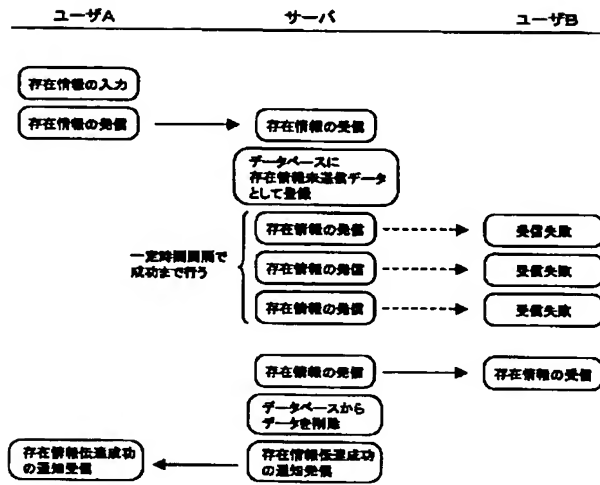 ユーザA サーバ ユーザB
存在情報の入力
存在情報の発信 存在情報の受信
データベースに
存在情報未送信データ
として登録
存在情報の発信 受信失敗
一定時間間隔で
成功まで行う
存在情報の発信 受信失敗
存在情報の発信 受信失敗
存在情報の発信 存在情報の受信
データベースから
データを削除
存在情報伝達成功
の通知受信
存在情報伝達成功
の通知発信